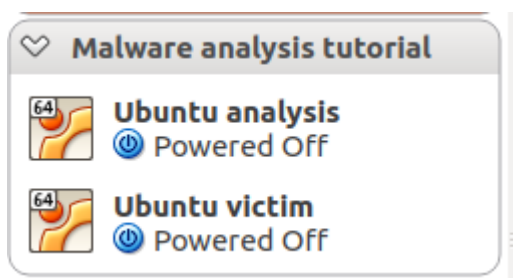 Malware analysis tutorial
64
Ubuntu analysis
Powered Off
64
Ubuntu victim
Powered Off